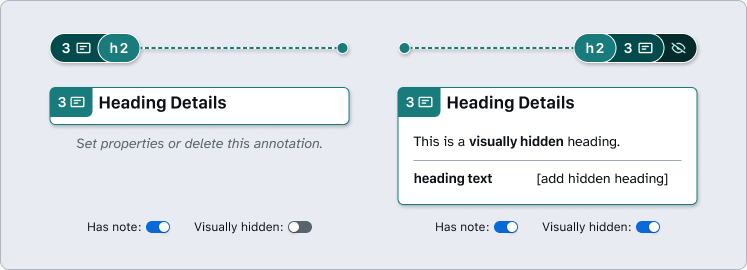 3 h2
3 Heading Details
Set properties or delete this annotation.
Has note: Visually hidden:
h2 3
3 Heading Details
This is a visually hidden heading.
heading text [add hidden heading]
Has note: Visually hidden: